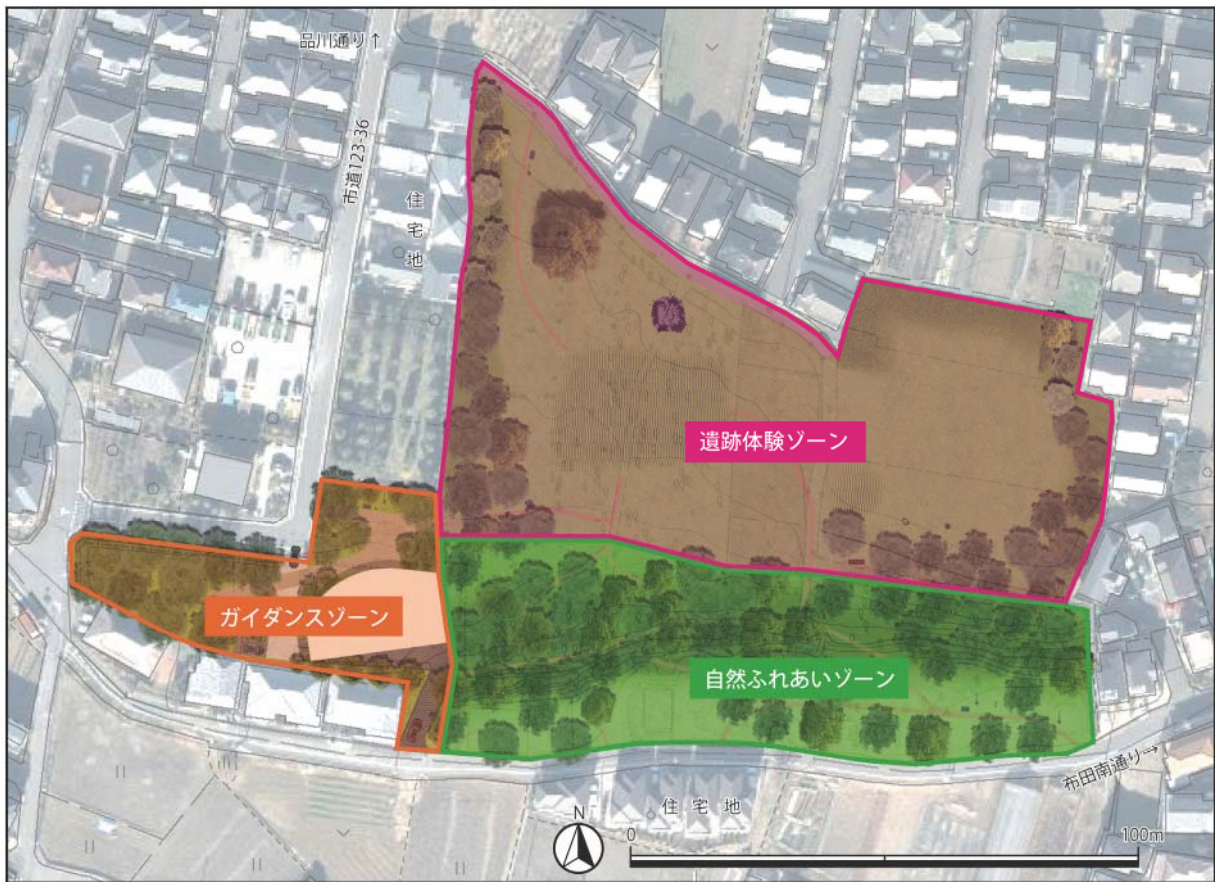 品川通り↑
市道123-36
住宅地
遺跡体験ゾーン
ガイダンスゾーン
自然ふれあいゾーン
布田南通り→
住宅地
N
0
100m